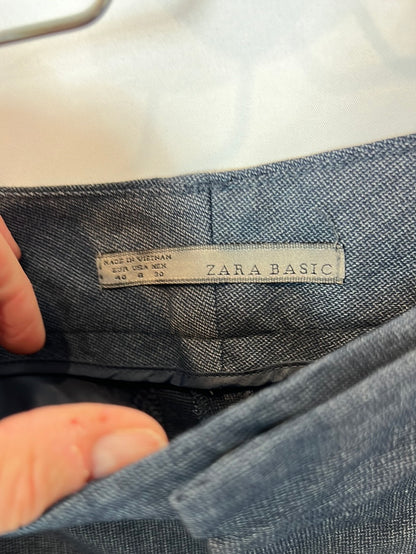 MADE IN VIETNAM
EUR USA MEX
40 8 30
ZARA BASIC